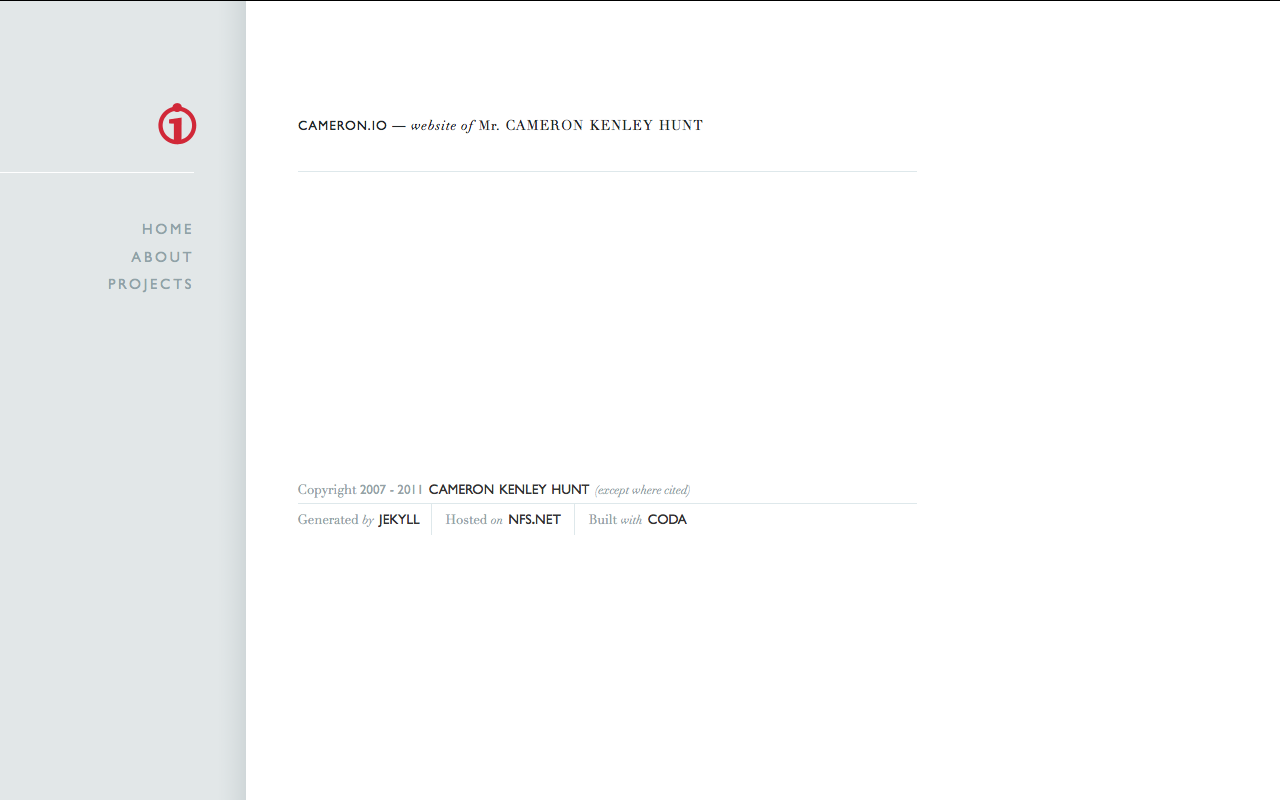 HOME
ABOUT
PROJECTS
CAMERON.IO — website of Mr. CAMERON KENLEY HUNT
Copyright 2007 - 2011 CAMERON KENLEY HUNT (except where cited)
Generated by JEKYLL Hosted on NFS.NET Built with CODA